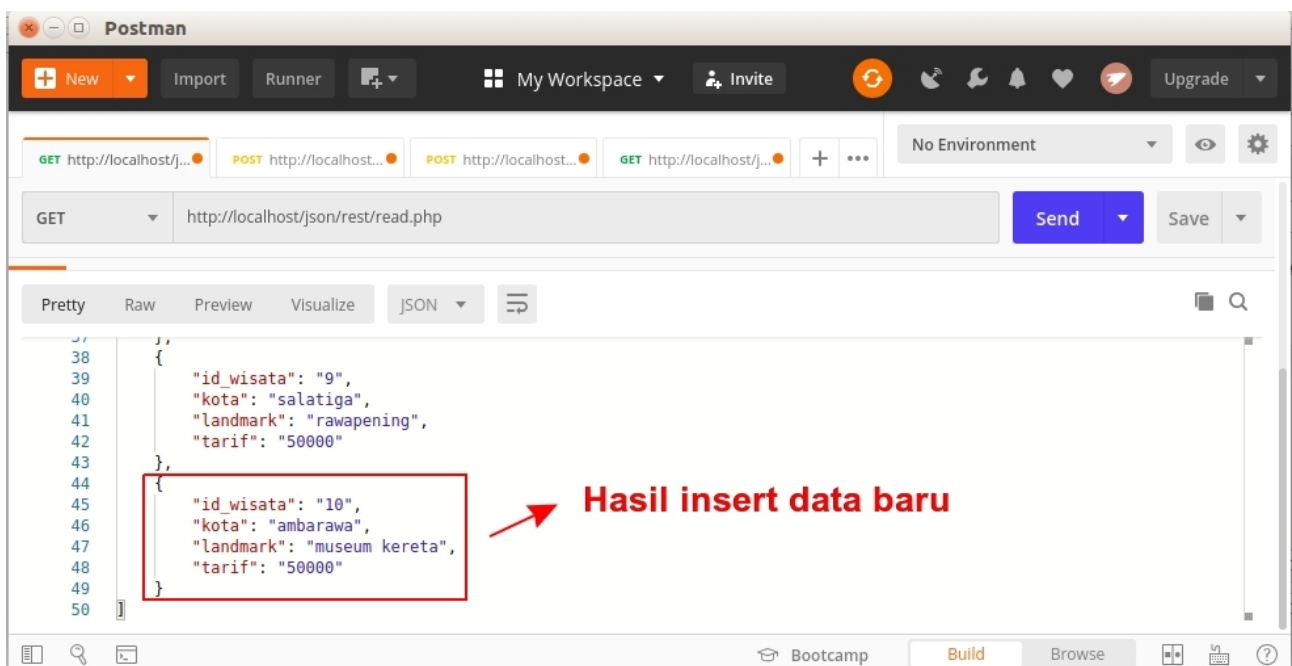 Postman
New Import Runner My Workspace Invite Upgrade
GET http://localhost/j... POST http://localhost... POST http://localhost... GET http://localhost/j... + ••• No Environment
GET http://localhost/json/rest/read.php Send Save
Pretty Raw Preview Visualize JSON
37 },
38 {
39 "id_wisata": "9",
40 "kota": "salatiga",
41 "landmark": "rawapening",
42 "tarif": "50000"
43 },
44 {
45 "id_wisata": "10",
46 "kota": "ambarawa",
47 "landmark": "museum kereta",
48 "tarif": "50000"
49 }
50 ]
Hasil insert data baru
Bootcamp Build Browse